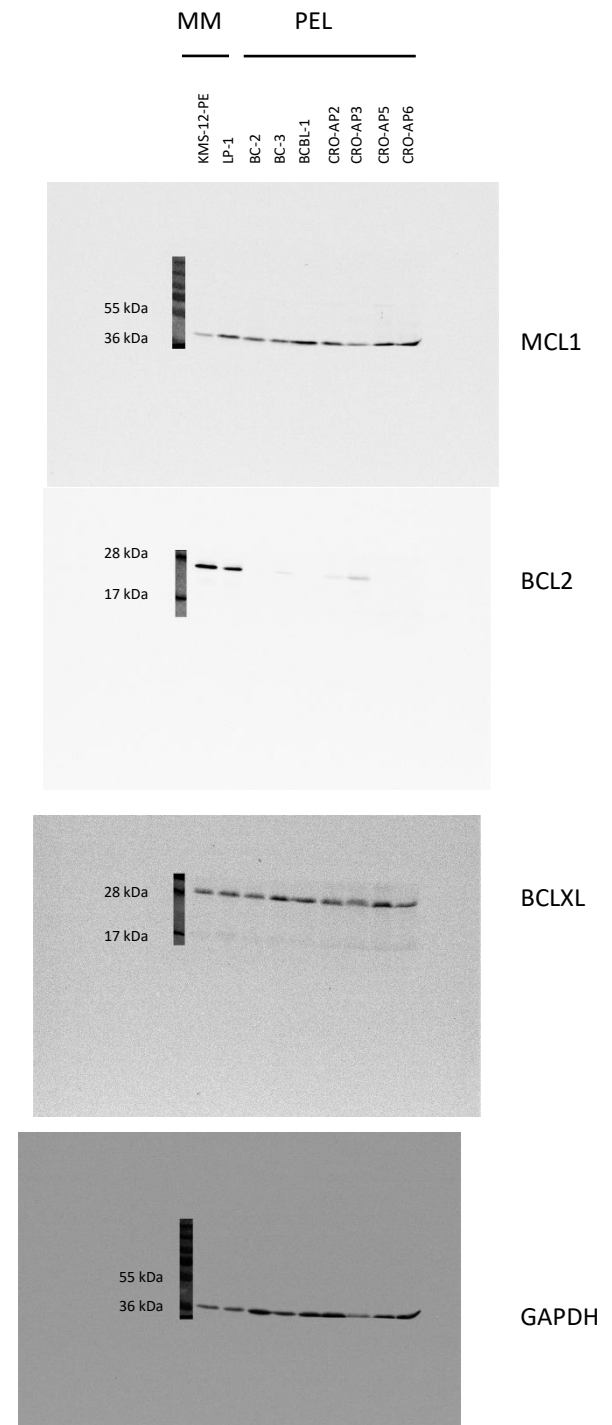 MM PEL
KMS-12-PE
LP-1
BC-2
BC-3
BCBL-1
CRO-AP2
CRO-AP3
CRO-AP5
CRO-AP6
55 kDa
36 kDa
MCL1
28 kDa
17 kDa
BCL2
28 kDa
17 kDa
BCLXL
55 kDa
36 kDa
GAPDH